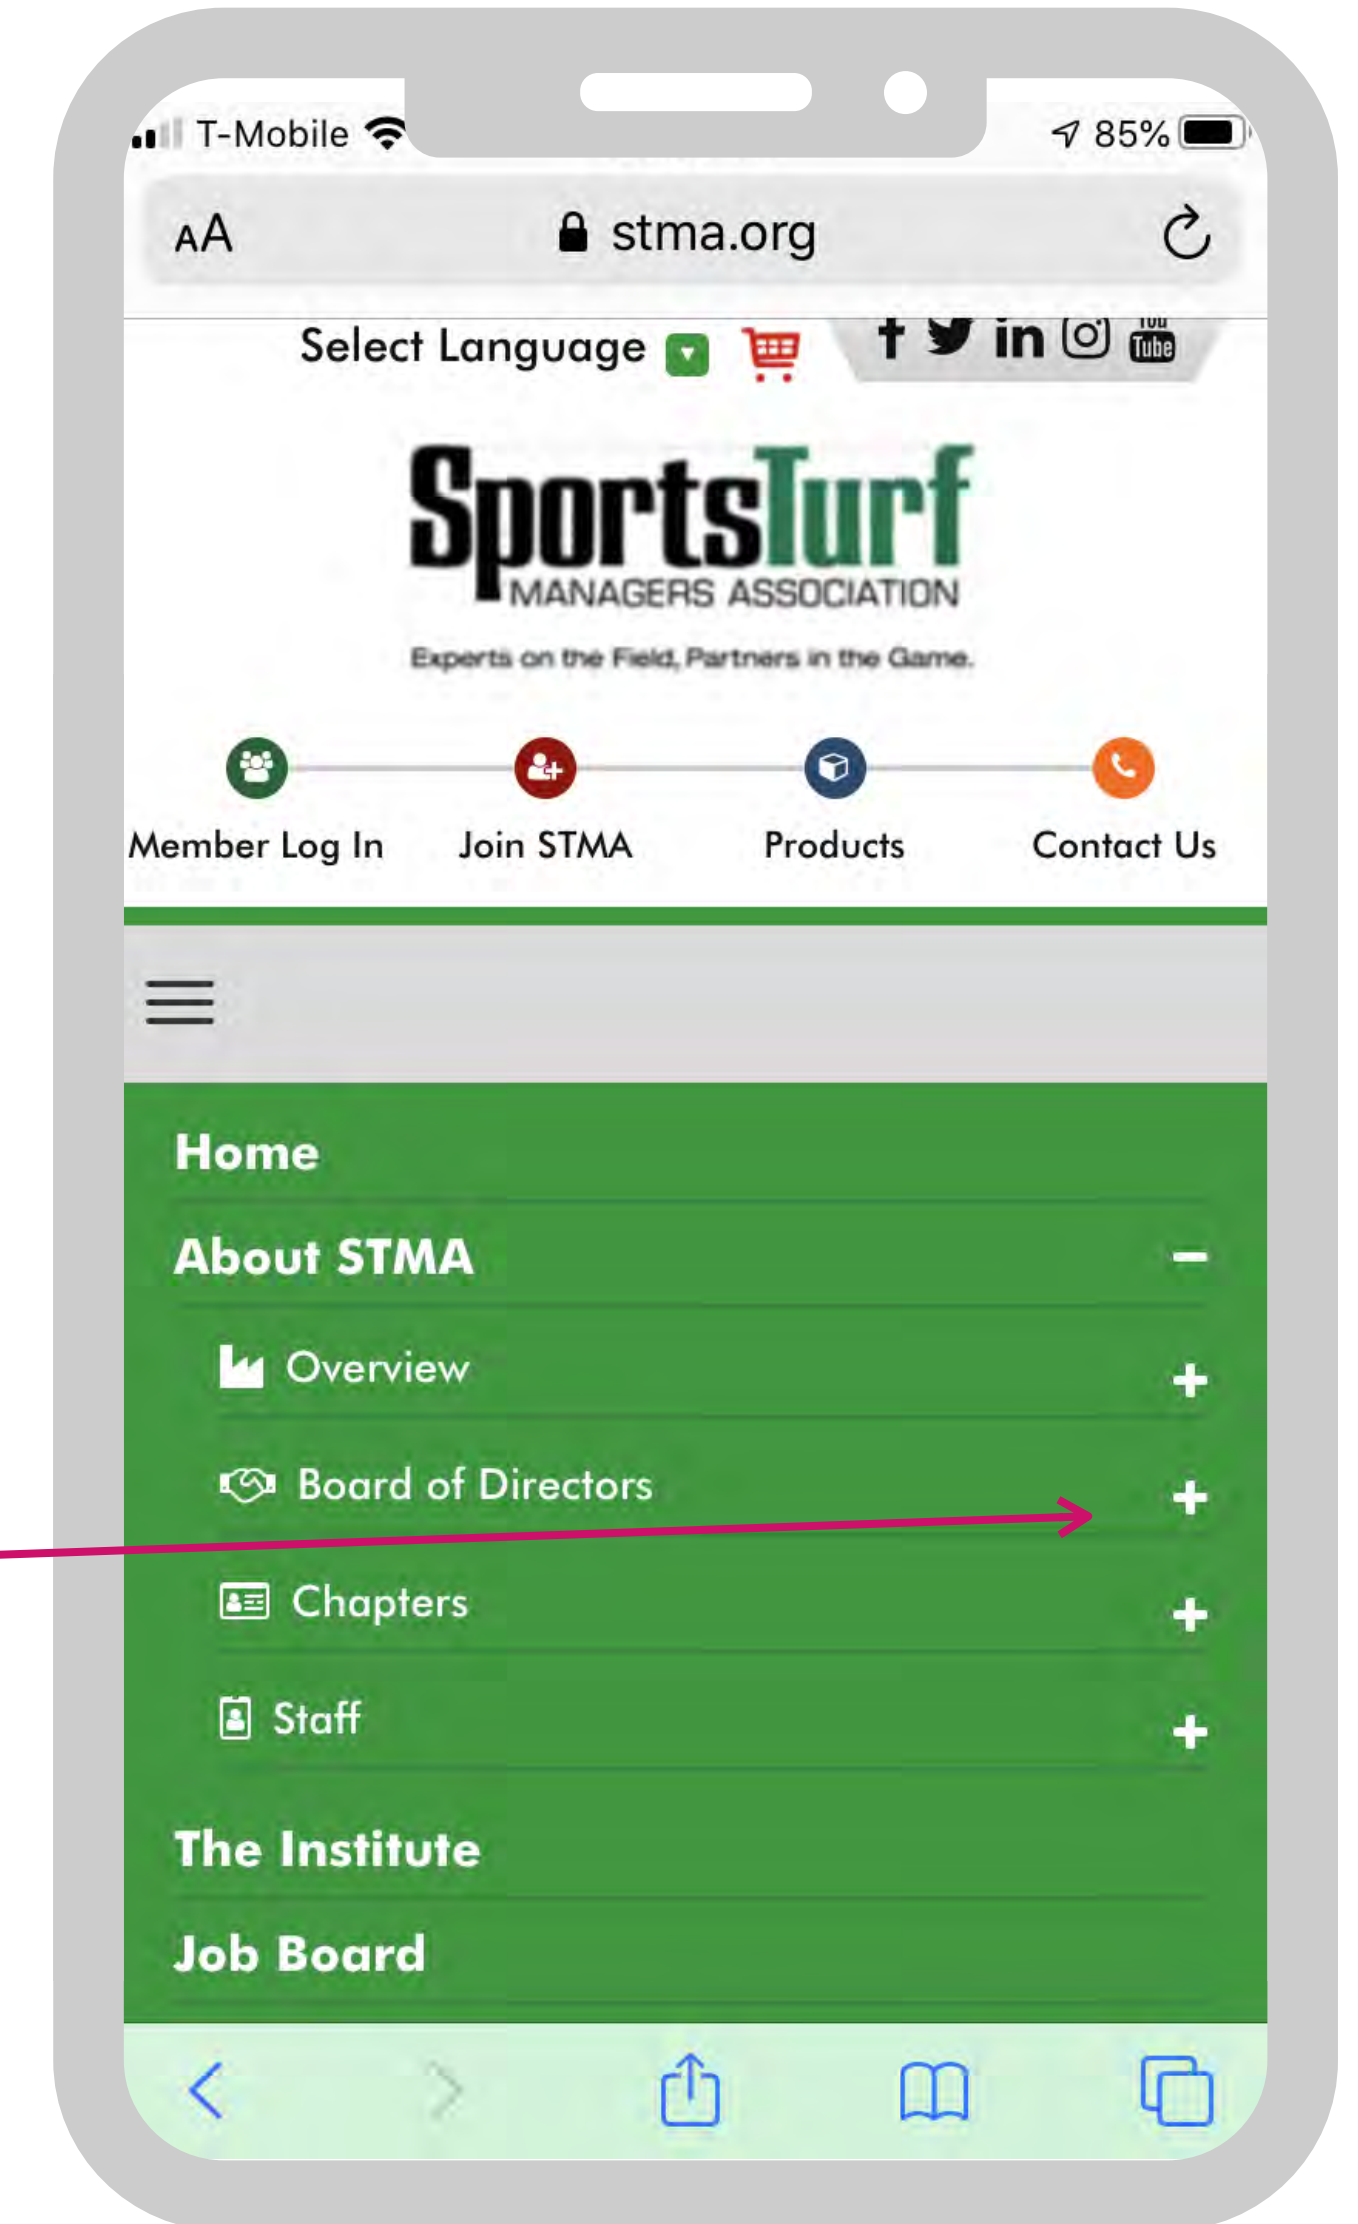 T-Mobile 85%
AA stma.org
Select Language
You
Tube
SportsTurf
MANAGERS ASSOCIATION
Experts on the Field, Partners in the Game.
Member Log In Join STMA Products Contact Us
Home
About STMA
Overview
Board of Directors
Chapters
Staff
The Institute
Job Board